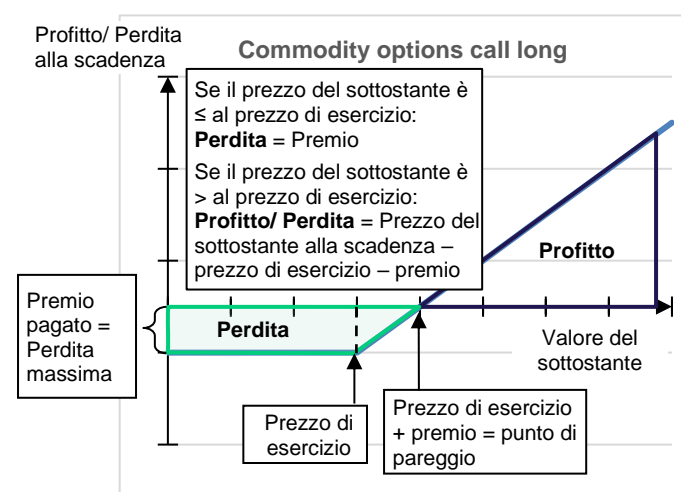 Profitto/ Perdita
alla scadenza
Commodity options call long
Se il prezzo del sottostante è
≤ al prezzo di esercizio:
Perdita = Premio
Se il prezzo del sottostante è
> al prezzo di esercizio:
Profitto/ Perdita = Prezzo del
sottostante alla scadenza –
prezzo di esercizio – premio
Profitto
Premio
pagato =
Perdita
massima
Perdita
Valore del
sottostante
Prezzo di
esercizio
Prezzo di esercizio
+ premio = punto di
pareggio